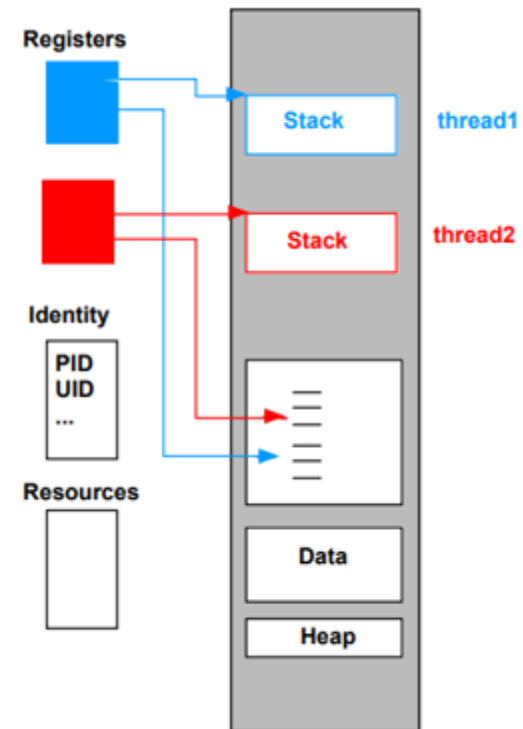 Registers
Stack thread1
Stack thread2
Identity
PID
UID
...
Resources
Data
Heap